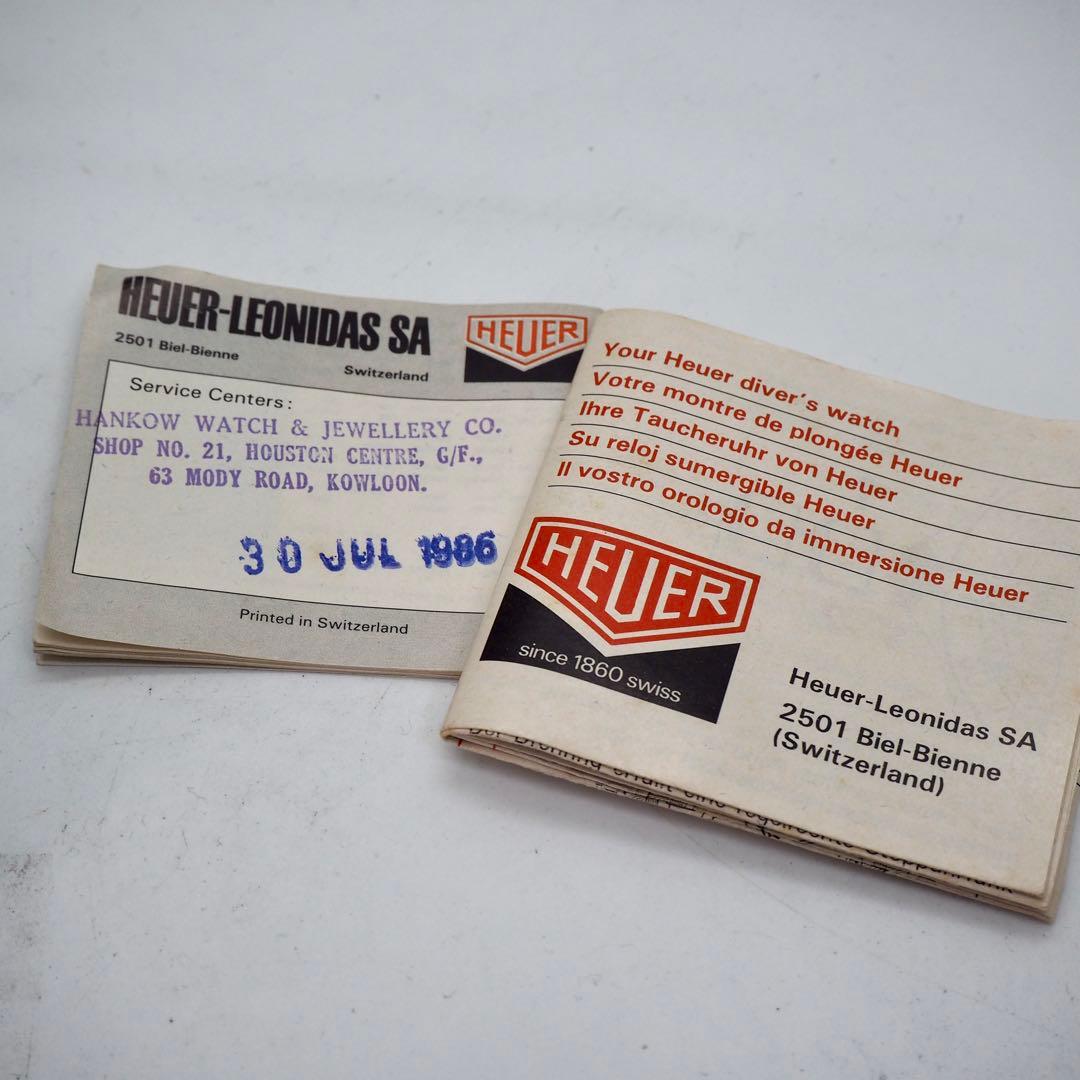 HEUER-LEONIDAS SA
2501 Biel-Bienne
Switzerland
HEUER
Service Centers:
HANKOW WATCH & JEWELLERY CO.
SHOP NO. 21, HOUSTON CENTRE, G/F.,
63 MODY ROAD, KOWLOON.
30 JUL 1986
Printed in Switzerland
Your Heuer diver's watch
Votre montre de plongée Heuer
Ihre Taucheruhr von Heuer
Su reloj sumergible Heuer
Il vostro orologio da immersione Heuer
HEUER
since 1860 swiss
Heuer-Leonidas SA
2501 Biel-Bienne
(Switzerland)